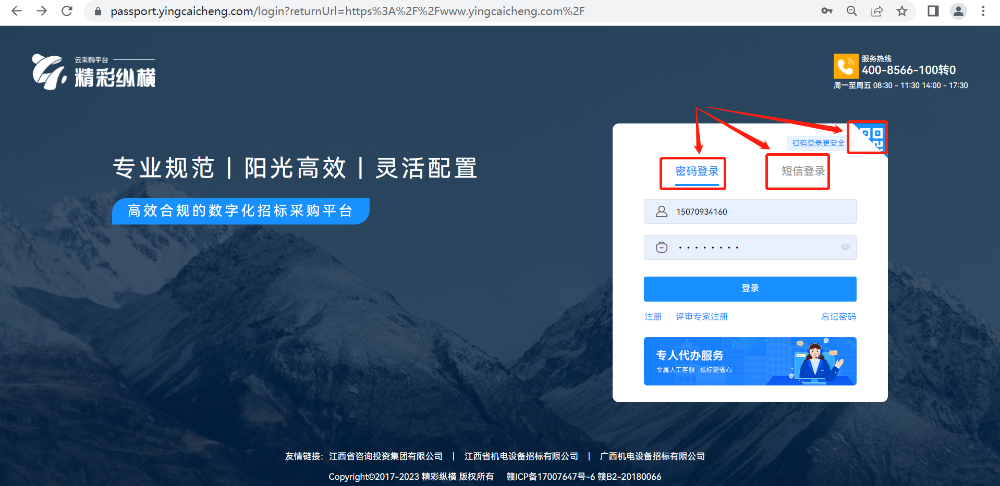 passport.yingcaicheng.com/login?returnUrl=https%3A%2F%2Fwww.yingcaicheng.com%2F
云采购平台
精彩纵横
服务热线
400-8566-100转0
周一至周五 08:30 - 11:30 14:00 - 17:30
扫码登录更安全
密码登录
短信登录
专业规范丨阳光高效丨灵活配置
高效合规的数字化招标采购平台
15070934160
登录
注册
评审专家注册
忘记密码
专人代办服务
专属人工客服 投标更省心
友情链接：江西省咨询投资集团有限公司 | 江西省机电设备招标有限公司 | 广西机电设备招标有限公司
Copyright©2017-2023 精彩纵横 版权所有 赣ICP备17007647号-6 赣B2-20180066